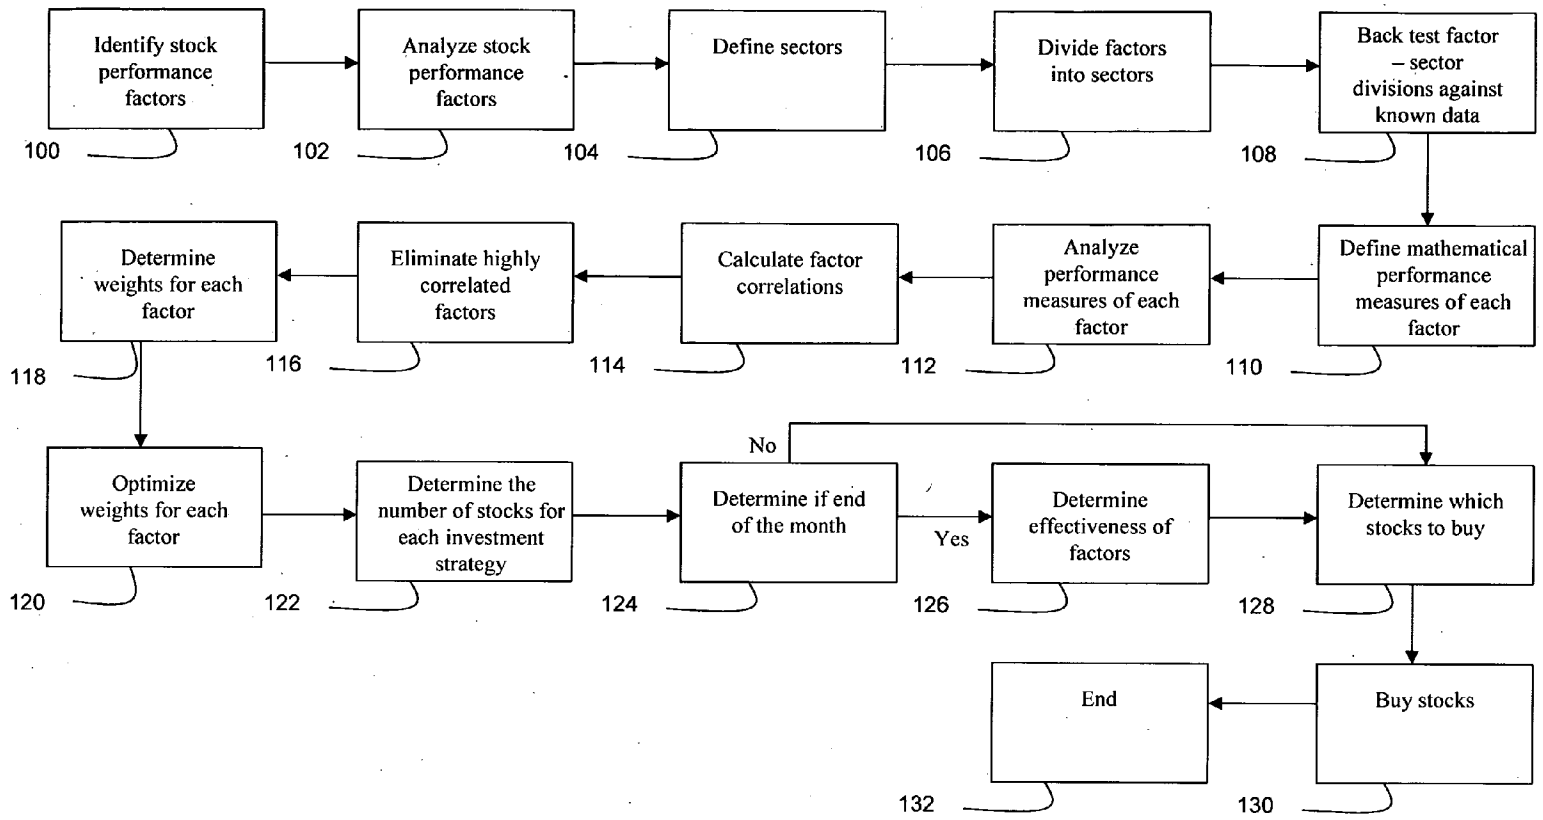 Identify stock
performance
factors
100
Analyze stock
performance
factors
102
Define sectors
104
Divide factors
into sectors
106
Back test factor
– sector
divisions against
known data
108
Define mathematical
performance
measures of each
factor
110
Analyze
performance
measures of each
factor
112
Calculate factor
correlations
114
Eliminate highly
correlated
factors
116
Determine
weights for each
factor
118
Optimize
weights for each
factor
120
Determine the
number of stocks for
each investment
strategy
122
Determine if end
of the month
124
No
Yes
Determine
effectiveness of
factors
126
Determine which
stocks to buy
128
Buy stocks
130
End
132